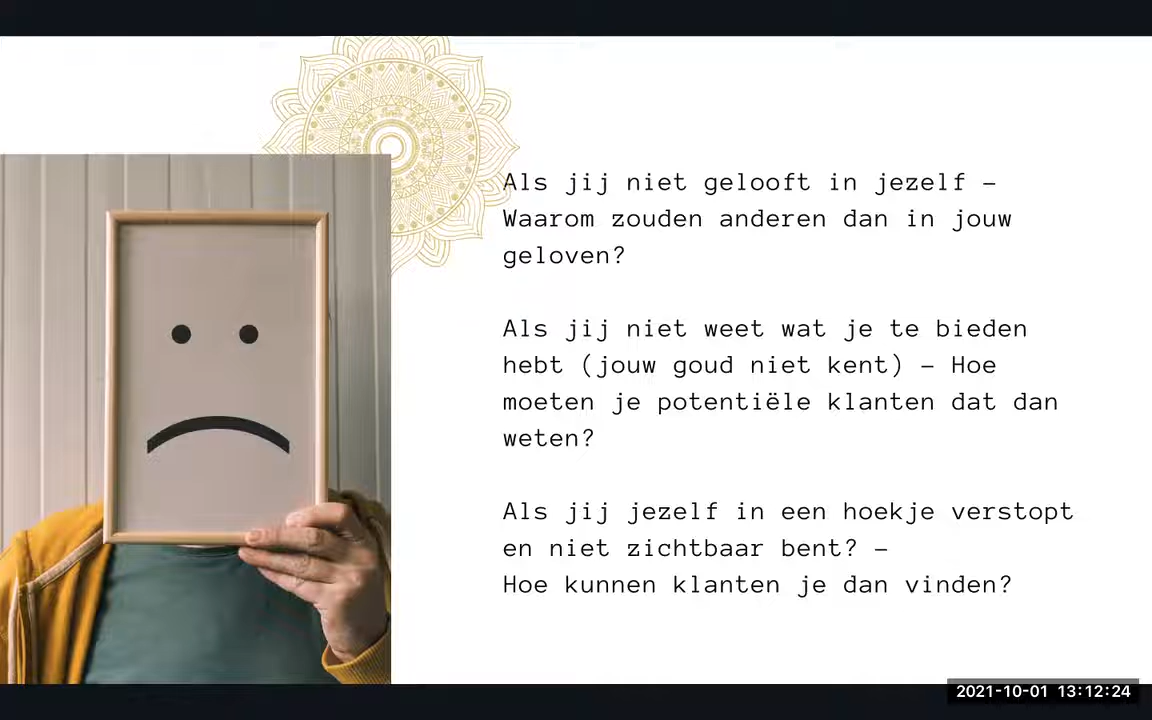 Als jij niet gelooft in jezelf –
Waarom zouden anderen dan in jouw
geloven?
Als jij niet weet wat je te bieden
hebt (jouw goud niet kent) – Hoe
moeten je potentiële klanten dat dan
weten?
Als jij jezelf in een hoekje verstopt
en niet zichtbaar bent? –
Hoe kunnen klanten je dan vinden?
2021-10-01 13:12:24